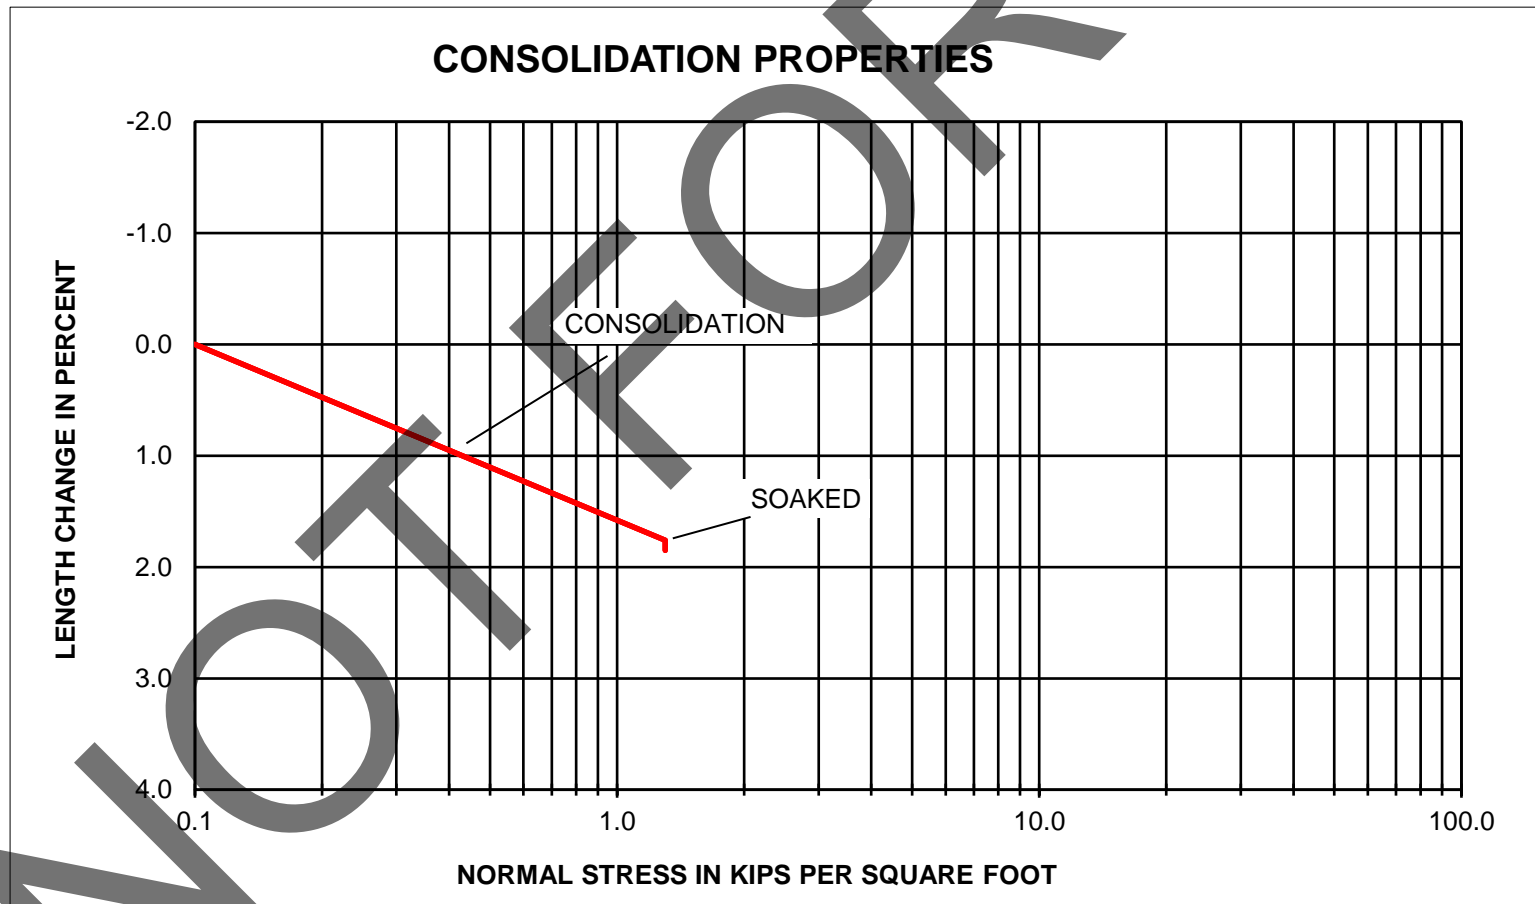 CONSOLIDATION PROPERTIES
-2.0
-1.0
0.0
1.0
2.0
3.0
4.0
LENGTH CHANGE IN PERCENT
CONSOLIDATION
SOAKED
0.1 1.0 10.0 100.0
NORMAL STRESS IN KIPS PER SQUARE FOOT
NOT FOR